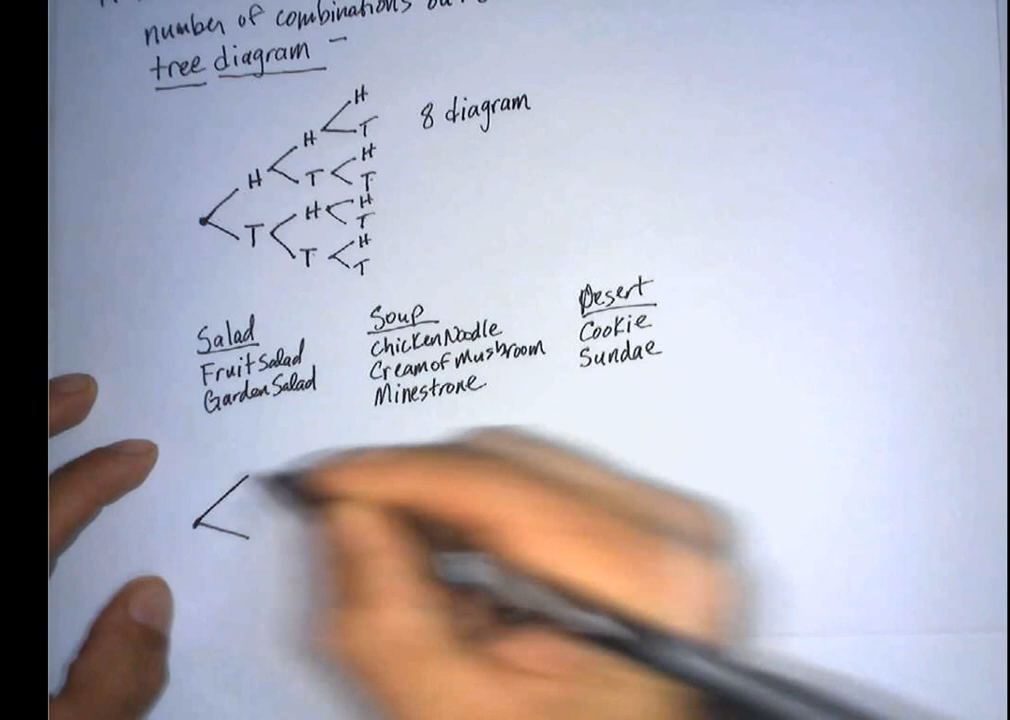 number of combinations
tree diagram -
8 diagram
H
T
H
H
T
H
T
H
T
H
T
H
T
T
Salad
Fruit Salad
Garden Salad
Soup
Chicken Noodle
Cream of Mushroom
Minestrone
Desert
Cookie
Sundae